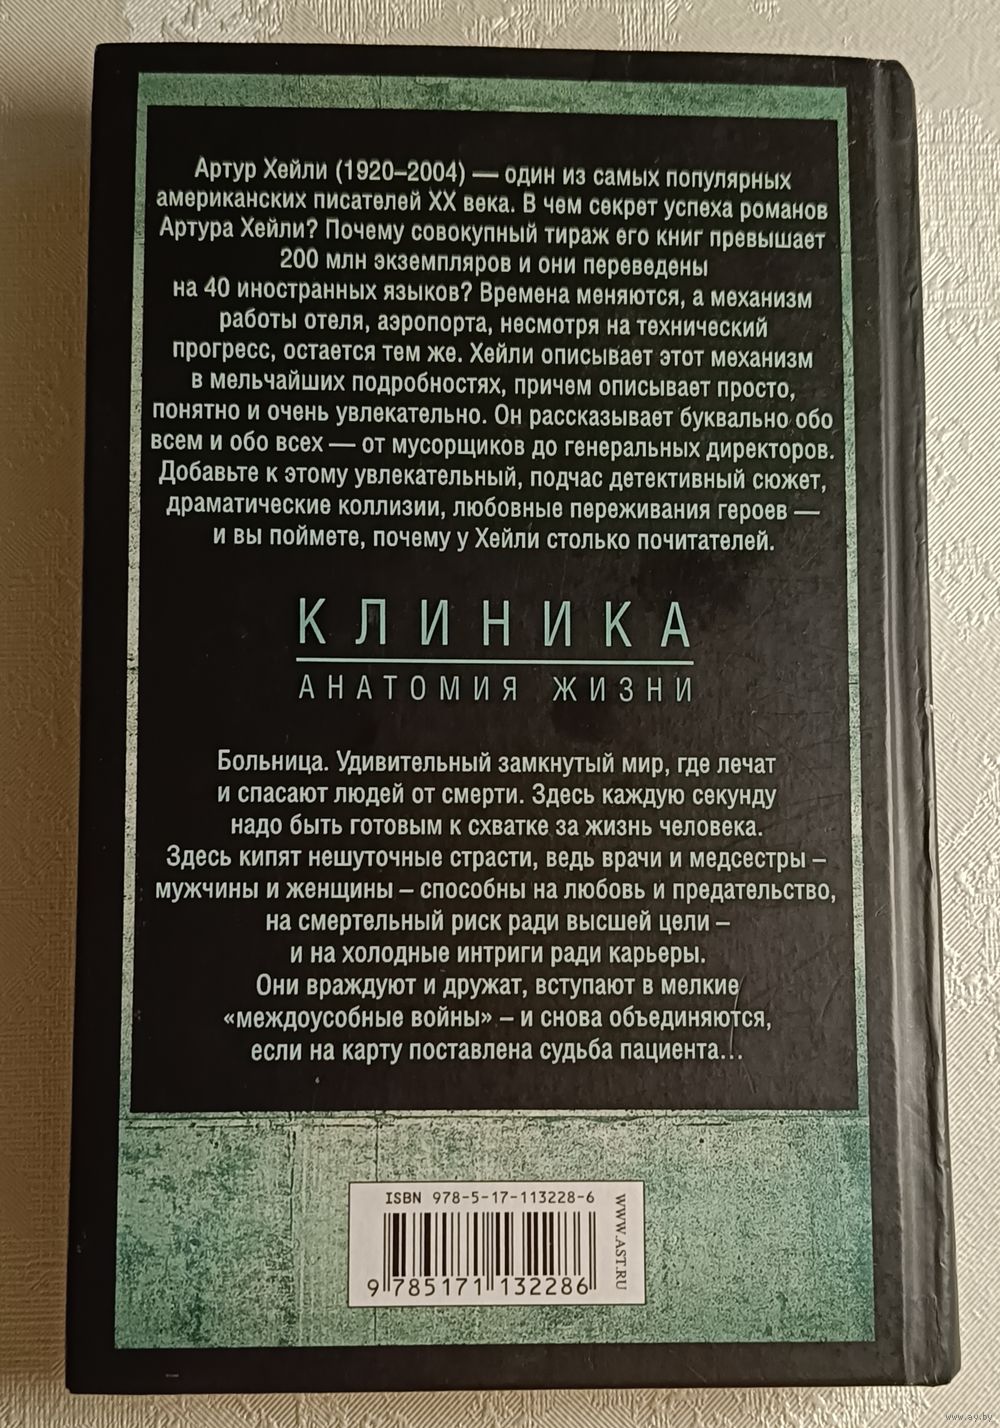 Артур Хейли (1920–2004) — один из самых популярных
американских писателей XX века. В чем секрет успеха романов
Артура Хейли? Почему совокупный тираж его книг превышает
200 млн экземпляров и они переведены
на 40 иностранных языков? Времена меняются, а механизм
работы отеля, аэропорта, несмотря на технический
прогресс, остается тем же. Хейли описывает этот механизм
в мельчайших подробностях, причем описывает просто,
понятно и очень увлекательно. Он рассказывает буквально обо
всем и обо всех — от мусорщиков до генеральных директоров.
Добавьте к этому увлекательный, подчас детективный сюжет,
драматические коллизии, любовные переживания героев —
и вы поймете, почему у Хейли столько почитателей.
КЛИНИКА
АНАТОМИЯ ЖИЗНИ
Больница. Удивительный замкнутый мир, где лечат
и спасают людей от смерти. Здесь каждую секунду
надо быть готовым к схватке за жизнь человека.
Здесь кипят нешуточные страсти, ведь врачи и медсестры –
мужчины и женщины – способны на любовь и предательство,
на смертельный риск ради высшей цели –
и на холодные интриги ради карьеры.
Они враждуют и дружат, вступают в мелкие
«междоусобные войны» – и снова объединяются,
если на карту поставлена судьба пациента...
ISBN 978-5-17-113228-6
9 785171 132286
WWW.AST.RU
www.ay.by